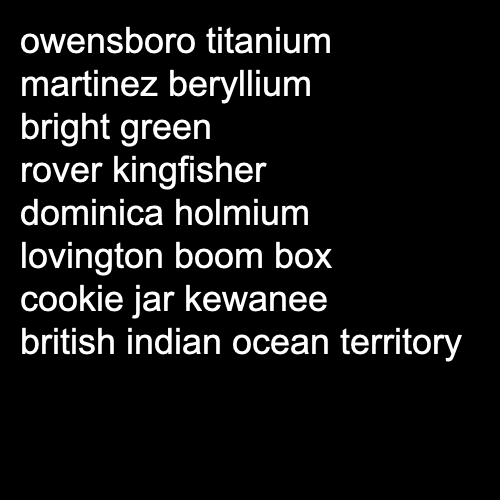 owensboro titanium
martinez beryllium
bright green
rover kingfisher
dominica holmium
lovington boom box
cookie jar kewanee
british indian ocean territory